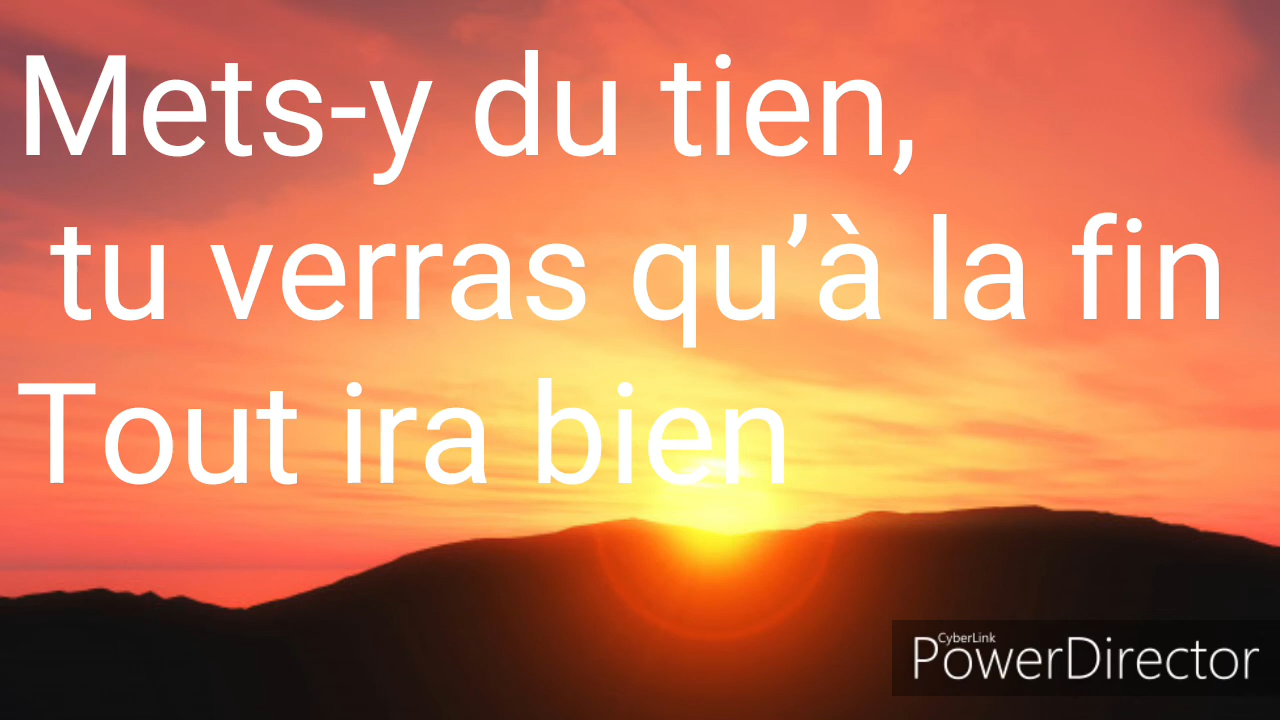 Mets-y du tien,
tu verras qu’à la fin
Tout ira bien
CyberLink
PowerDirector